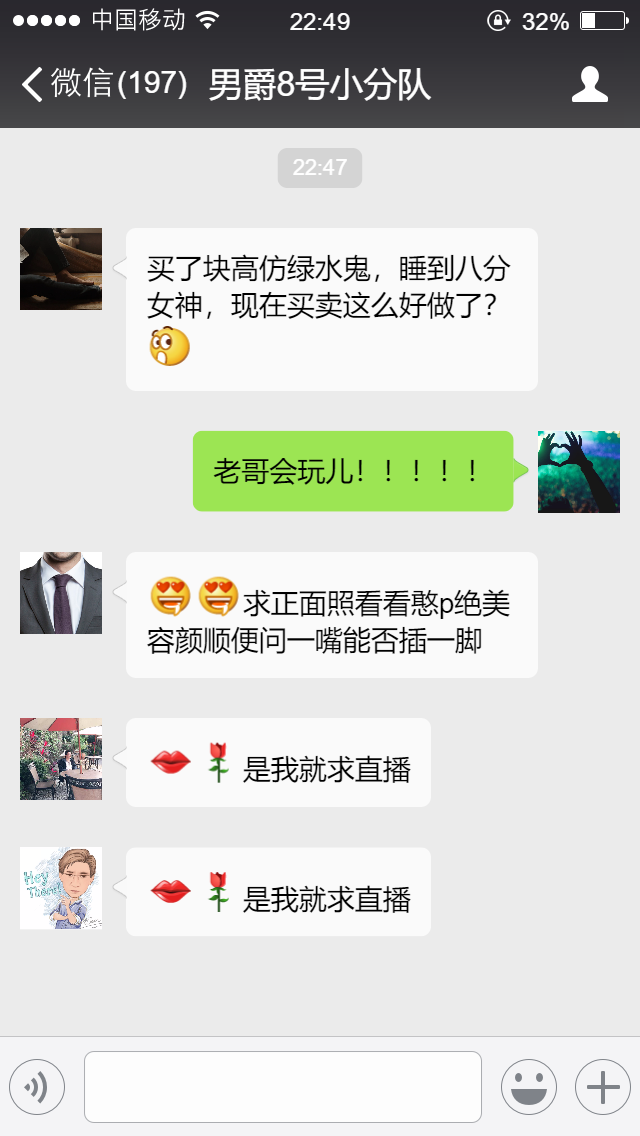 中国移动 22:49 32%
微信(197) 男爵8号小分队
22:47
买了块高仿绿水鬼，睡到八分
女神，现在买卖这么好做了？
老哥会玩儿！！！！！
求正面照看看憨p绝美
容颜顺便问一嘴能否插一脚
是我就求直播
Hey
There!
是我就求直播